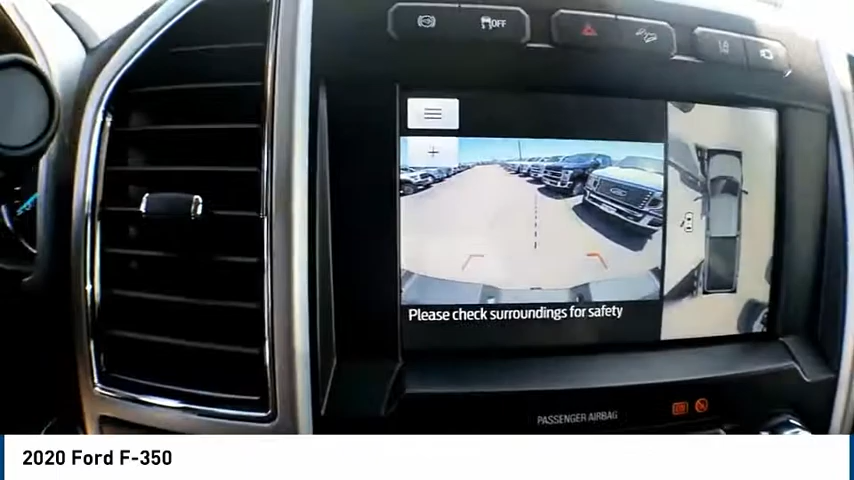 OFF
Please check surroundings for safety
PASSENGER AIRBAG
2020 Ford F-350